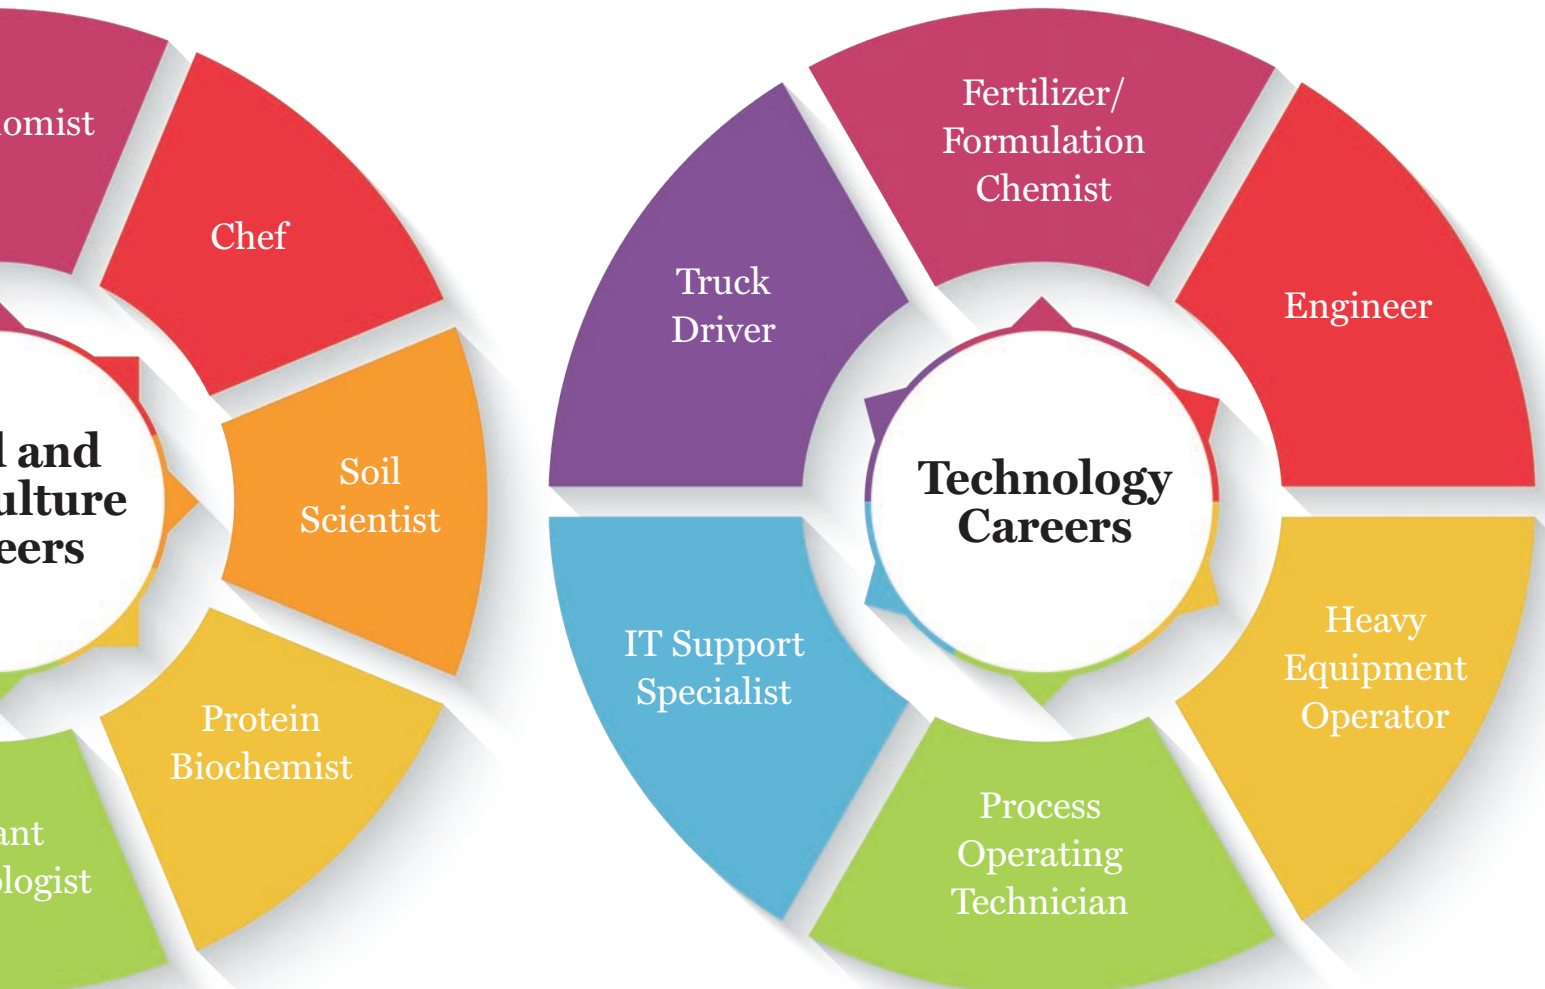 omist
Chef
Soil
Scientist
Protein
Biochemist
ant
ologist
and
ulture
eers
Fertilizer/
Formulation
Chemist
Engineer
Heavy
Equipment
Operator
Process
Operating
Technician
IT Support
Specialist
Truck
Driver
Technology
Careers